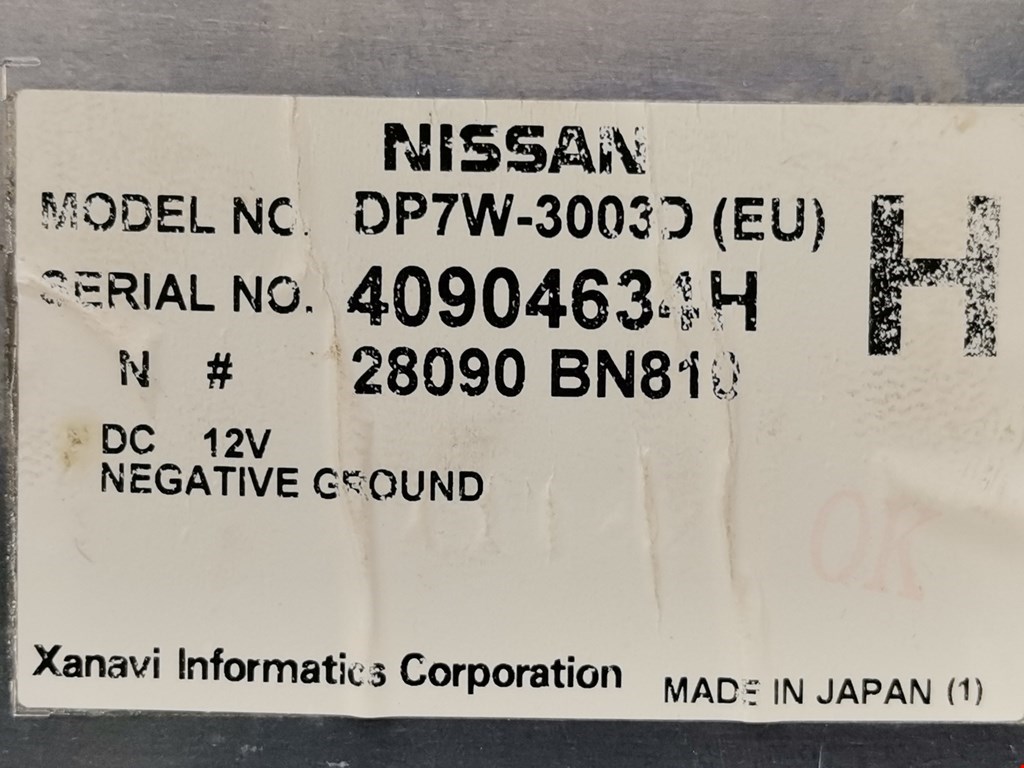 NISSAN
MODEL NO. DP7W-3003D (EU)
H
SERIAL NO. 40904634H
N # 28090 BN810
DC 12V
NEGATIVE GROUND
OK
Xanavi Informatics Corporation
MADE IN JAPAN (1)